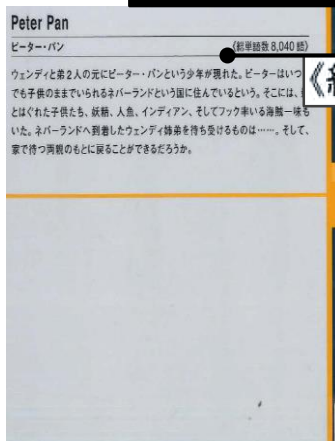 Peter Pan
ピーター・パン 《総単語数 8,040 語》
ウェンディと弟2人の元にピーター・パンという少年が現れた。ピーターはいつ
でも子供のままでいられるネバーランドという国に住んでいるという。そこには、
とはぐれた子供たち、妖精、人魚、インディアン、そしてフック率いる海賊一味も
いた。ネバーランドへ到着したウェンディ姉弟を待ち受けるものは……。そして、
家で待つ両親のもとに戻ることができるだろうか。